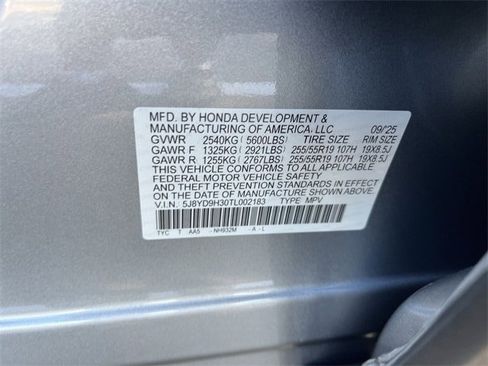 MFD. BY HONDA DEVELOPMENT &
MANUFACTURING OF AMERICA, LLC 09/25
GVWR 2540KG (5600LBS) TIRE SIZE RIM SIZE
GAWR F 1325KG (2921LBS) 255/55R19 107H 19X8.5J
GAWR R 1255KG (2767LBS) 255/55R19 107H 19X8.5J
THIS VEHICLE CONFORMS TO ALL APPLICABLE
FEDERAL MOTOR VEHICLE SAFETY
AND THEFT PREVENTION STANDARDS IN EFFECT
ON THE DATE OF MANUFACTURE SHOWN ABOVE.
V.I.N. 5J8YD9H30TL002183 TYPE MPV
TYC T AA5 NH932M -A -L